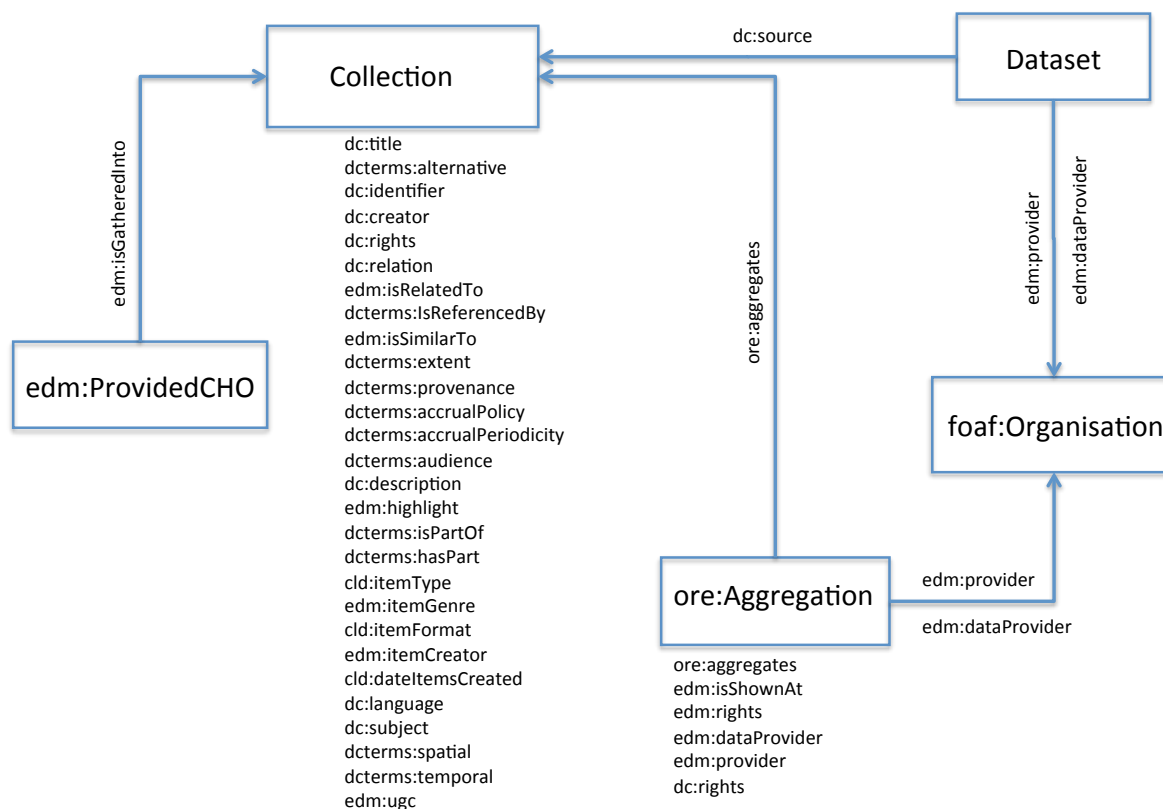 dc:source
Collection
Dataset
edm:isGatheredInto
dc:title
dcterms:alternative
dc:identifier
dc:creator
dc:rights
dc:relation
edm:isRelatedTo
dcterms:IsReferencedBy
edm:isSimilarTo
dcterms:extent
dcterms:provenance
dcterms:accrualPolicy
dcterms:accrualPeriodicity
dcterms:audience
dc:description
edm:highlight
dcterms:isPartOf
dcterms:hasPart
cld:itemType
edm:itemGenre
cld:itemFormat
edm:itemCreator
cld:dateItemsCreated
dc:language
dc:subject
dcterms:spatial
dcterms:temporal
edm:ugc
edm:ProvidedCHO
ore:aggregates
edm:provider
edm:dataProvider
foaf:Organisation
ore:Aggregation
edm:provider
edm:dataProvider
ore:aggregates
edm:isShownAt
edm:rights
edm:dataProvider
edm:provider
dc:rights